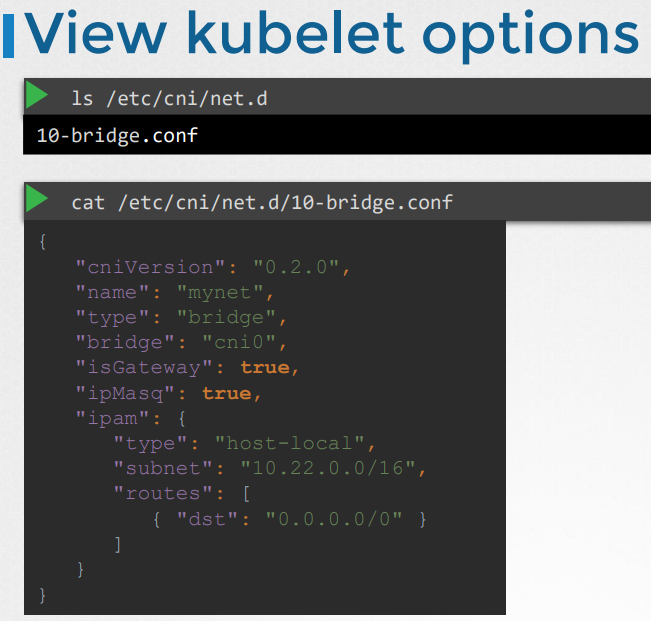 View kubelet options
ls /etc/cni/net.d
10-bridge.conf
cat /etc/cni/net.d/10-bridge.conf
{
"cniVersion": "0.2.0",
"name": "mynet",
"type": "bridge",
"bridge": "cni0",
"isGateway": true,
"ipMasq": true,
"ipam": {
"type": "host-local",
"subnet": "10.22.0.0/16",
"routes": [
{ "dst": "0.0.0.0/0" }
]
}
}